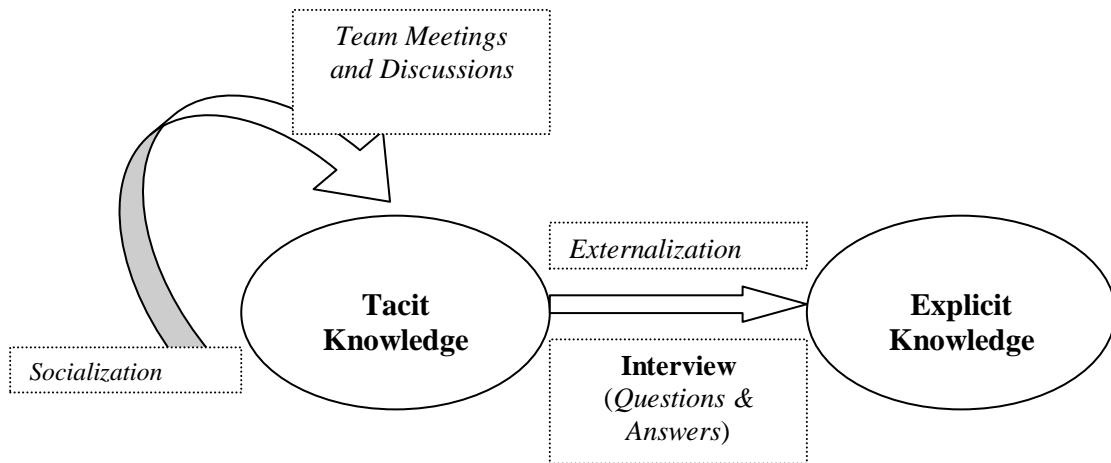 Team Meetings
and Discussions
Externalization
Tacit
Knowledge
Explicit
Knowledge
Socialization
Interview
(Questions &
Answers)